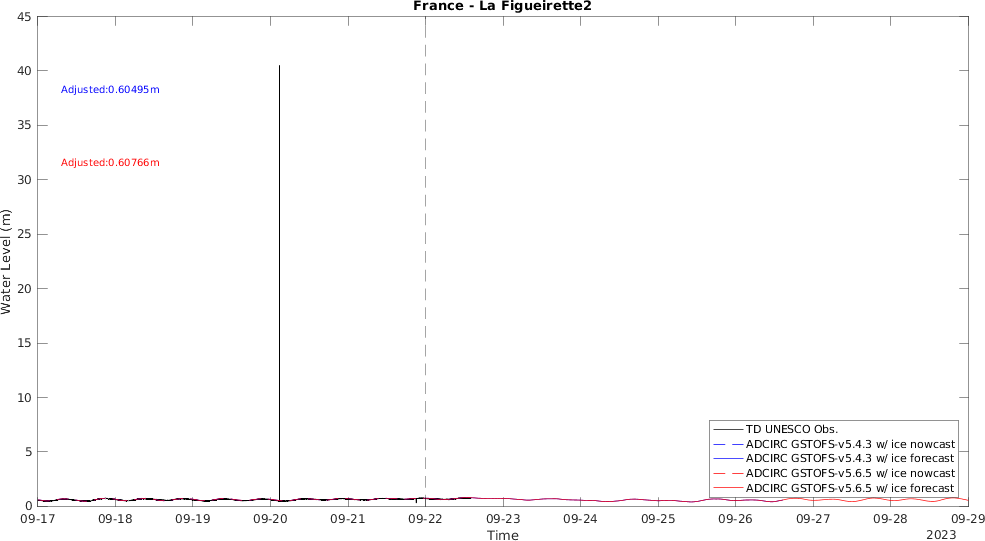 France - La Figueirette2
45
40
35
30
25
20
15
10
5
0
Water Level (m)
Adjusted:0.60495m
Adjusted:0.60766m
TD UNESCO Obs.
ADCIRC GSTOFS-v5.4.3 w/ ice nowcast
ADCIRC GSTOFS-v5.4.3 w/ ice forecast
ADCIRC GSTOFS-v5.6.5 w/ ice nowcast
ADCIRC GSTOFS-v5.6.5 w/ ice forecast
09-17 09-18 09-19 09-20 09-21 09-22 09-23 09-24 09-25 09-26 09-27 09-28 09-29
Time
2023